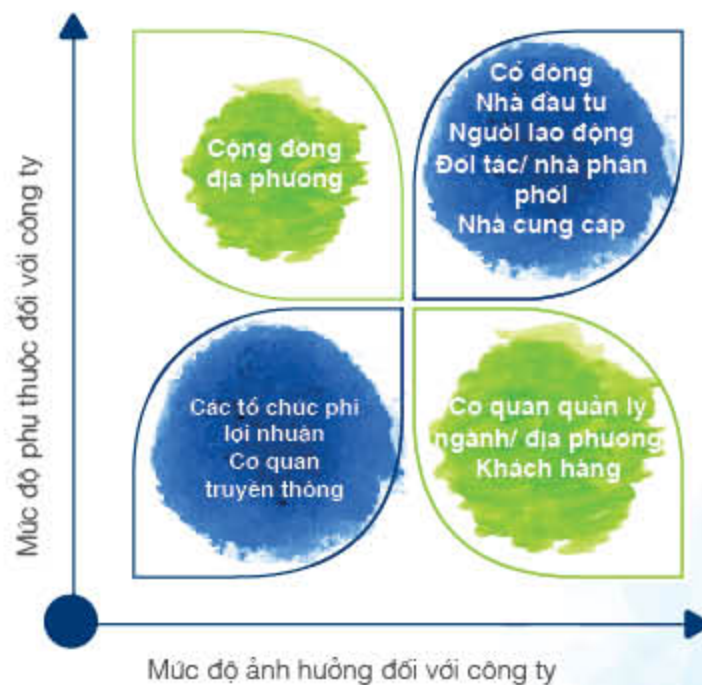 Mức độ phụ thuộc đối với công ty
Cộng đồng
địa phương
Cổ đông
Nhà đầu tư
Người lao động
Đối tác/ nhà phân
phối
Nhà cung cấp
Các tổ chức phi
lợi nhuận
Cơ quan
truyền thông
Cơ quan quản lý
ngành/ địa phương
Khách hàng
Mức độ ảnh hưởng đối với công ty